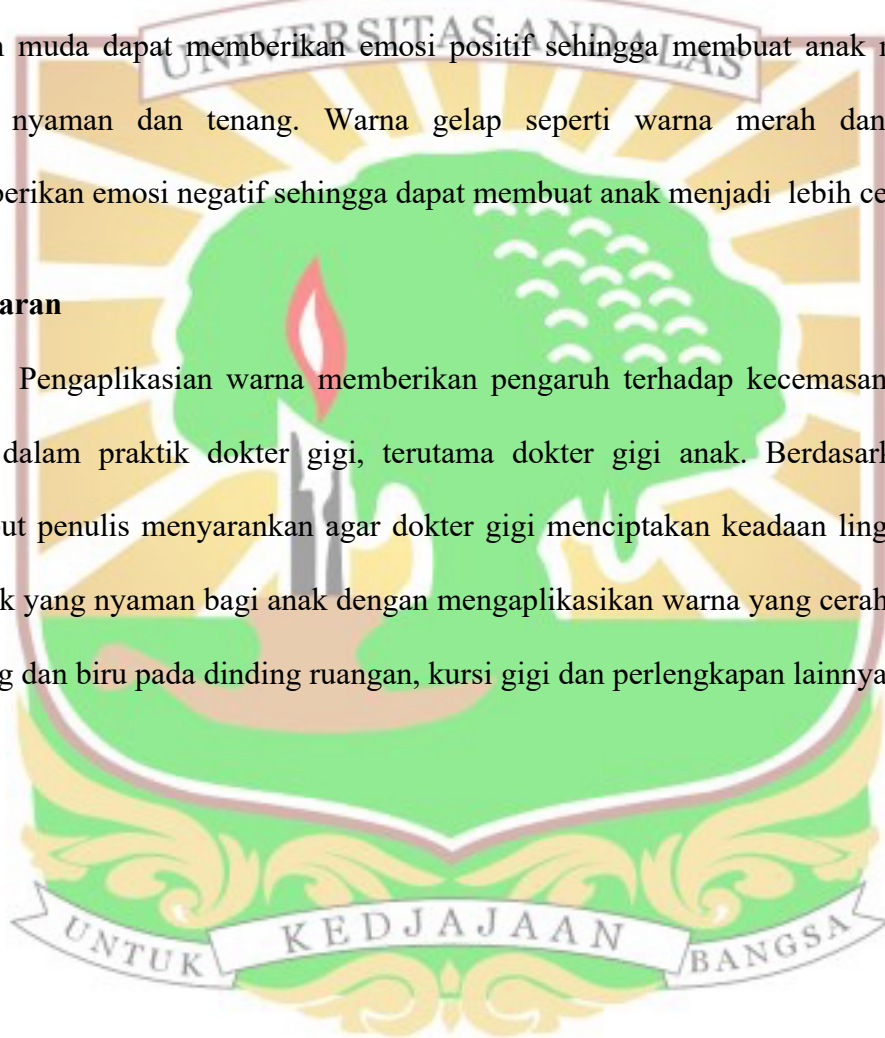 UNIVERSITAS ANDALAS
muda dapat memberikan emosi positif sehingga membuat anak
nyaman dan tenang. Warna gelap seperti warna merah dan
berikan emosi negatif sehingga dapat membuat anak menjadi lebih ce
aran
Pengaplikasian warna memberikan pengaruh terhadap kecemasan
dalam praktik dokter gigi, terutama dokter gigi anak. Berdasark
ut penulis menyarankan agar dokter gigi menciptakan keadaan ling
k yang nyaman bagi anak dengan mengaplikasikan warna yang cerah
g dan biru pada dinding ruangan, kursi gigi dan perlengkapan lainnya
UNTUK KEDJAJAAN BANGSA